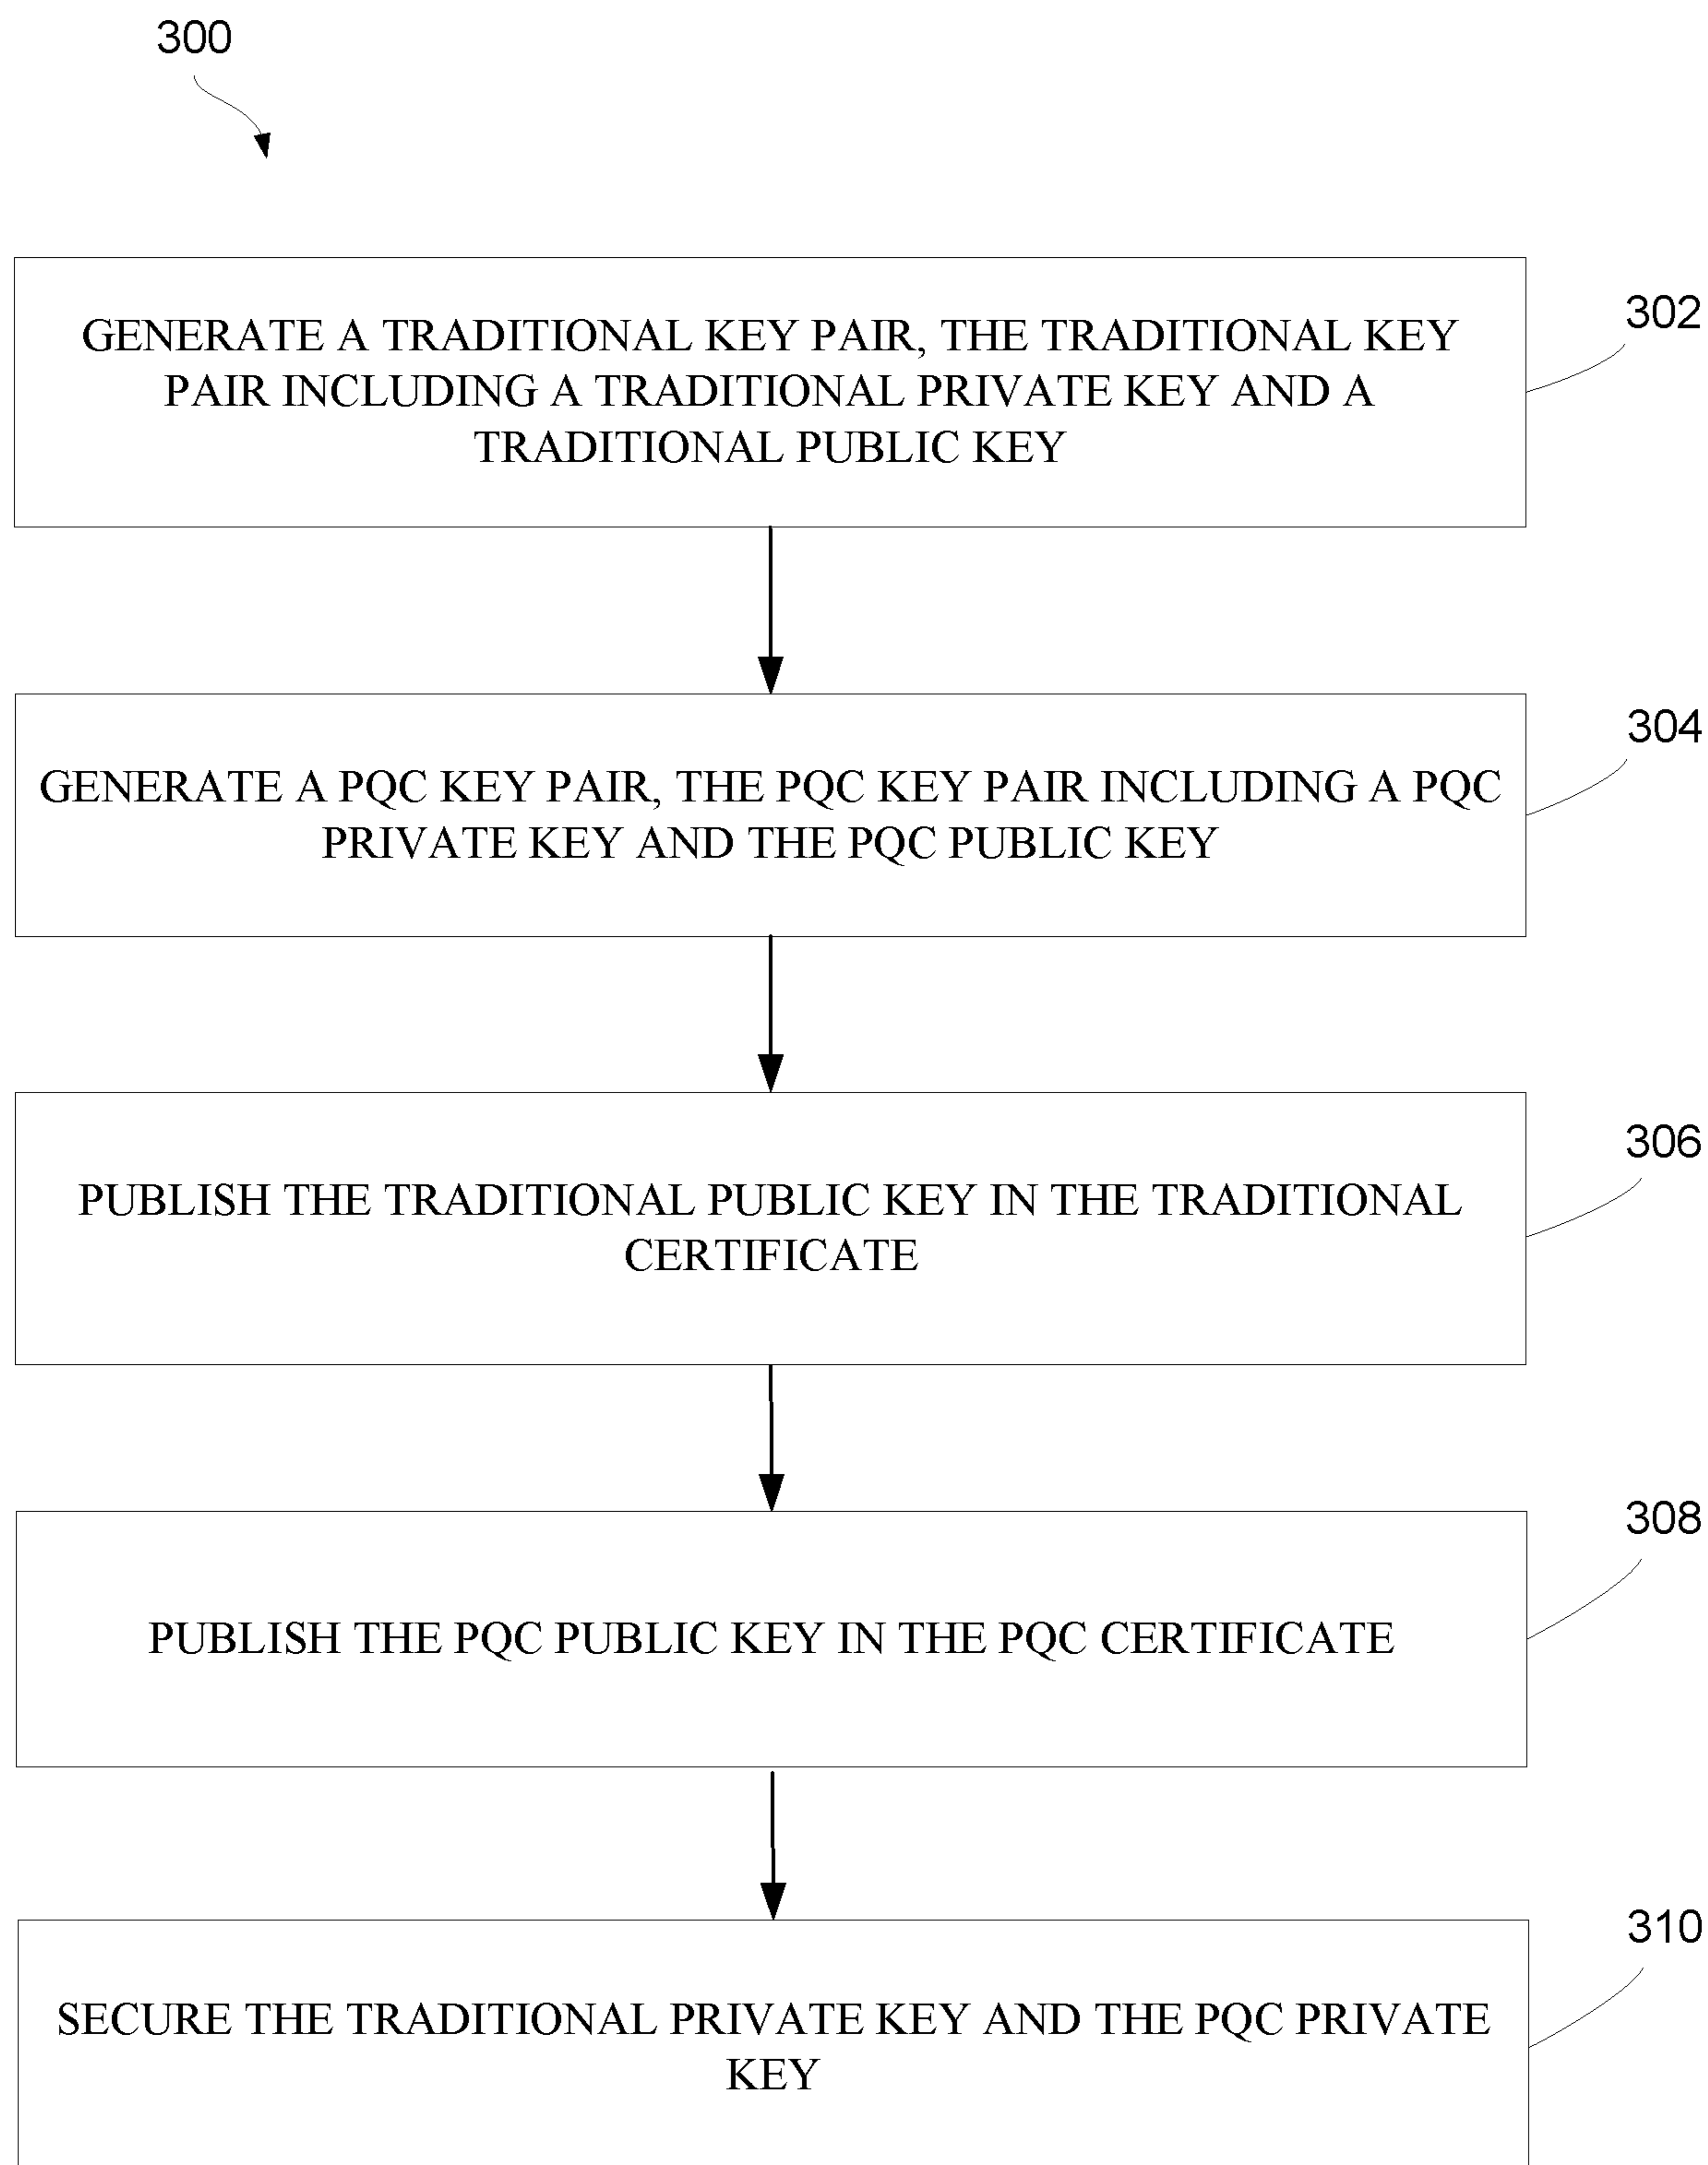 300
302
GENERATE A TRADITIONAL KEY PAIR, THE TRADITIONAL KEY
PAIR INCLUDING A TRADITIONAL PRIVATE KEY AND A
TRADITIONAL PUBLIC KEY
304
GENERATE A PQC KEY PAIR, THE PQC KEY PAIR INCLUDING A PQC
PRIVATE KEY AND THE PQC PUBLIC KEY
306
PUBLISH THE TRADITIONAL PUBLIC KEY IN THE TRADITIONAL
CERTIFICATE
308
PUBLISH THE PQC PUBLIC KEY IN THE PQC CERTIFICATE
310
SECURE THE TRADITIONAL PRIVATE KEY AND THE PQC PRIVATE
KEY